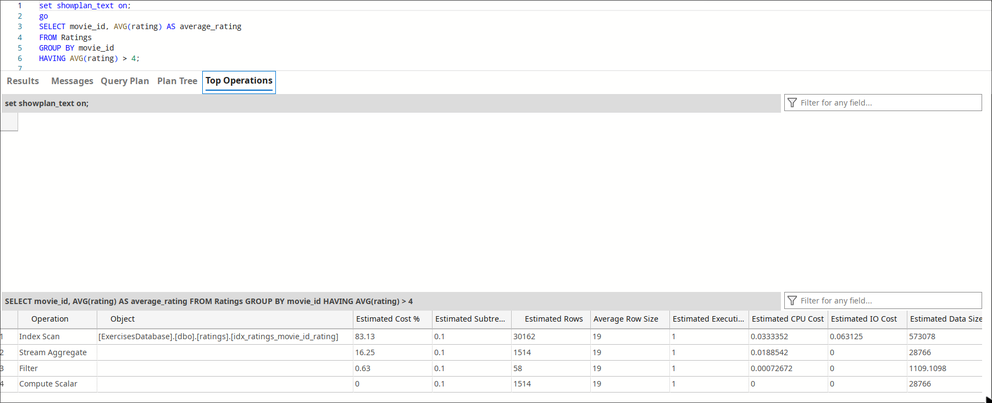 1 set showplan_text on;
2 go
3 SELECT movie_id, AVG(rating) AS average_rating
4 FROM Ratings
5 GROUP BY movie_id
6 HAVING AVG(rating) > 4;
7
Results Messages Query Plan Plan Tree Top Operations
set showplan_text on; Filter for any field...
SELECT movie_id, AVG(rating) AS average_rating FROM Ratings GROUP BY movie_id HAVING AVG(rating) > 4 Filter for any field...
Operation Object Estimated Cost % Estimated Subtre... Estimated Rows Average Row Size Estimated Executi... Estimated CPU Cost Estimated IO Cost Estimated Data Size
1 Index Scan [ExercisesDatabase].[dbo].[ratings].[idx_ratings_movie_id_rating] 83.13 0.1 30162 19 1 0.0333352 0.063125 573078
2 Stream Aggregate 16.25 0.1 1514 19 1 0.0188542 0 28766
3 Filter 0.63 0.1 58 19 1 0.00072672 0 1109.1098
4 Compute Scalar 0 0.1 1514 19 1 0 0 28766